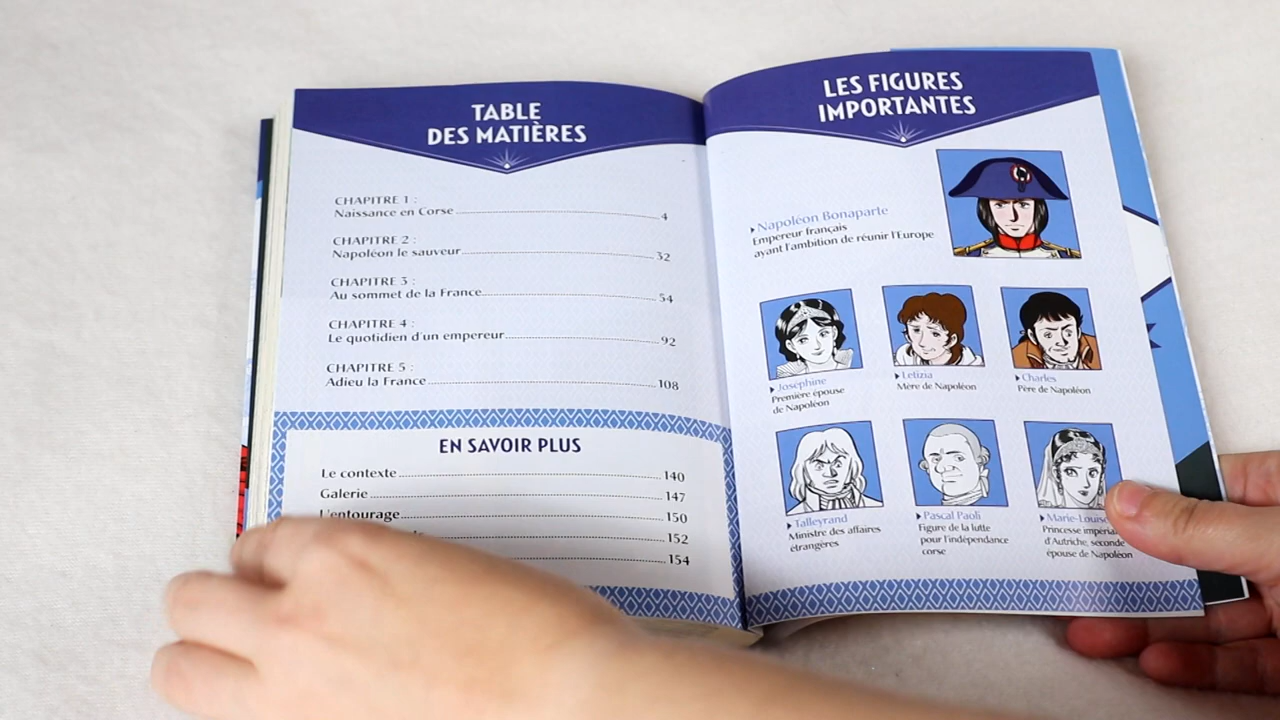 TABLE
DES MATIÈRES
CHAPITRE 1 :
Naissance en Corse 4
CHAPITRE 2 :
Napoléon le sauveur 32
CHAPITRE 3 :
Au sommet de la France 54
CHAPITRE 4 :
Le quotidien d'un empereur 92
CHAPITRE 5 :
Adieu la France 108
EN SAVOIR PLUS
Le contexte 140
Galerie 147
L'entourage 150
152
154
LES FIGURES
IMPORTANTES
Napoléon Bonaparte
Empereur français
ayant l'ambition de réunir l'Europe
Joséphine
Première épouse
de Napoléon
Letizia
Mère de Napoléon
Charles
Père de Napoléon
Talleyrand
Ministre des affaires
étrangères
Pascal Paoli
Figure de la lutte
pour l'indépendance
corse
Marie-Louise
Princesse impériale
d'Autriche, seconde
épouse de Napoléon